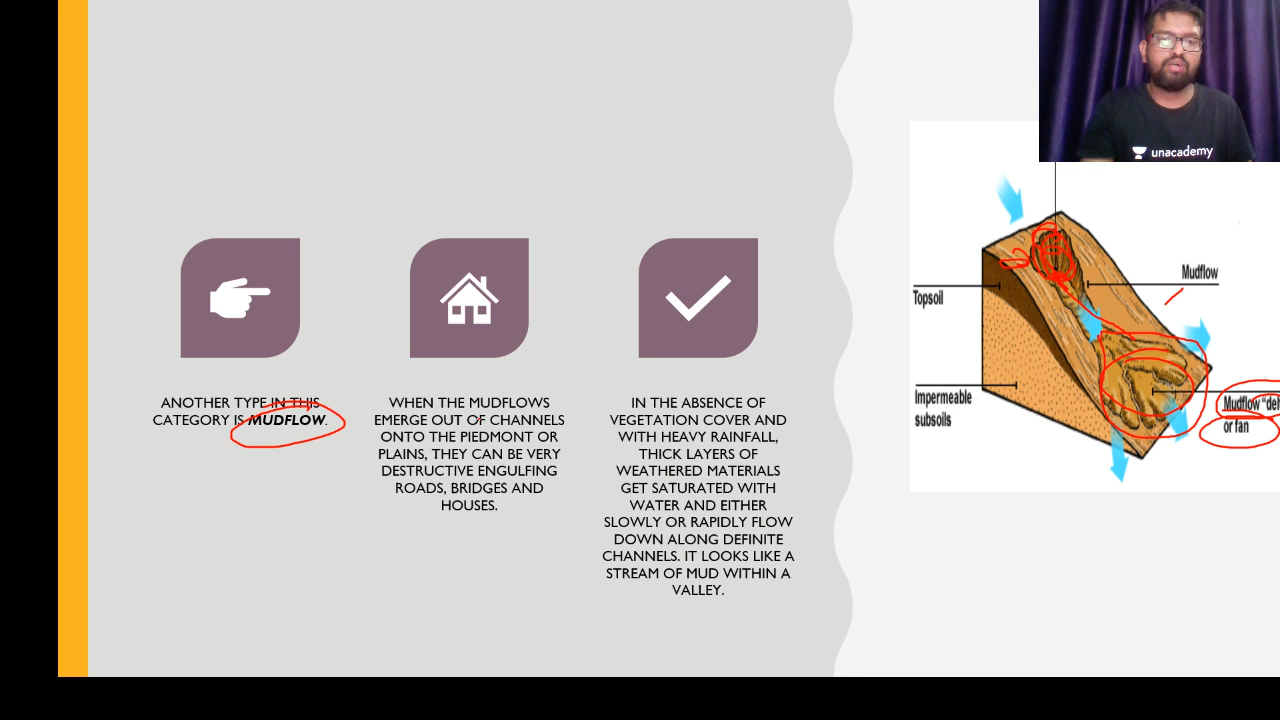 unacademy
Mudflow
Topsoil
Impermeable
subsoils
Mudflow "del
or fan
ANOTHER TYPE IN THIS
CATEGORY IS MUDFLOW.
WHEN THE MUDFLOWS
EMERGE OUT OF CHANNELS
ONTO THE PIEDMONT OR
PLAINS, THEY CAN BE VERY
DESTRUCTIVE ENGULFING
ROADS, BRIDGES AND
HOUSES.
IN THE ABSENCE OF
VEGETATION COVER AND
WITH HEAVY RAINFALL,
THICK LAYERS OF
WEATHERED MATERIALS
GET SATURATED WITH
WATER AND EITHER
SLOWLY OR RAPIDLY FLOW
DOWN ALONG DEFINITE
CHANNELS. IT LOOKS LIKE A
STREAM OF MUD WITHIN A
VALLEY.